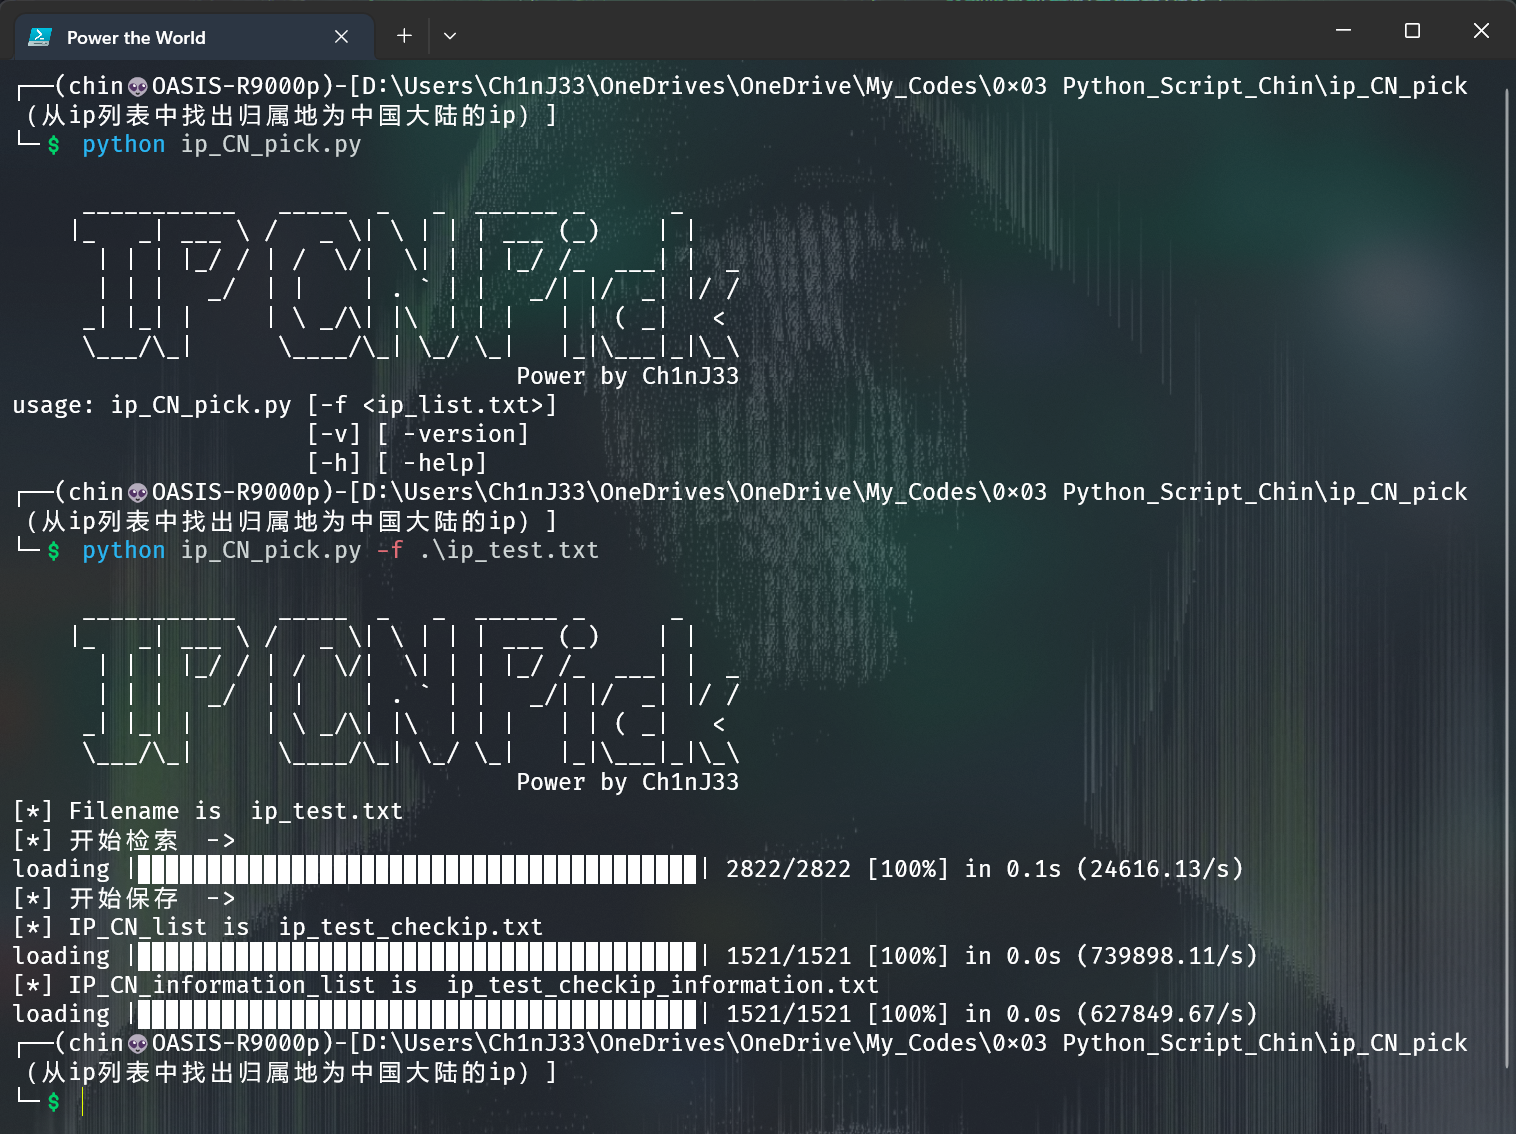 Power the World
┌──(chin👽OASIS-R9000p)-[D:\Users\Ch1nJ33\OneDrives\OneDrive\My_Codes\0×03 Python_Script_Chin\ip_CN_pick
（从ip列表中找出归属地为中国大陆的ip）]
└─$ python ip_CN_pick.py
Power by Ch1nJ33
usage: ip_CN_pick.py [-f <ip_list.txt>]
[-v] [ -version]
[-h] [ -help]
┌──(chin👽OASIS-R9000p)-[D:\Users\Ch1nJ33\OneDrives\OneDrive\My_Codes\0×03 Python_Script_Chin\ip_CN_pick
（从ip列表中找出归属地为中国大陆的ip）]
└─$ python ip_CN_pick.py -f .\ip_test.txt
Power by Ch1nJ33
[*] Filename is  ip_test.txt
[*] 开始检索  ->
loading |████████████████████████████████████████| 2822/2822 [100%] in 0.1s (24616.13/s)
[*] 开始保存  ->
[*] IP_CN_list is  ip_test_checkip.txt
loading |████████████████████████████████████████| 1521/1521 [100%] in 0.0s (739898.11/s)
[*] IP_CN_information_list is  ip_test_checkip_information.txt
loading |████████████████████████████████████████| 1521/1521 [100%] in 0.0s (627849.67/s)
┌──(chin👽OASIS-R9000p)-[D:\Users\Ch1nJ33\OneDrives\OneDrive\My_Codes\0×03 Python_Script_Chin\ip_CN_pick
（从ip列表中找出归属地为中国大陆的ip）]
└─$